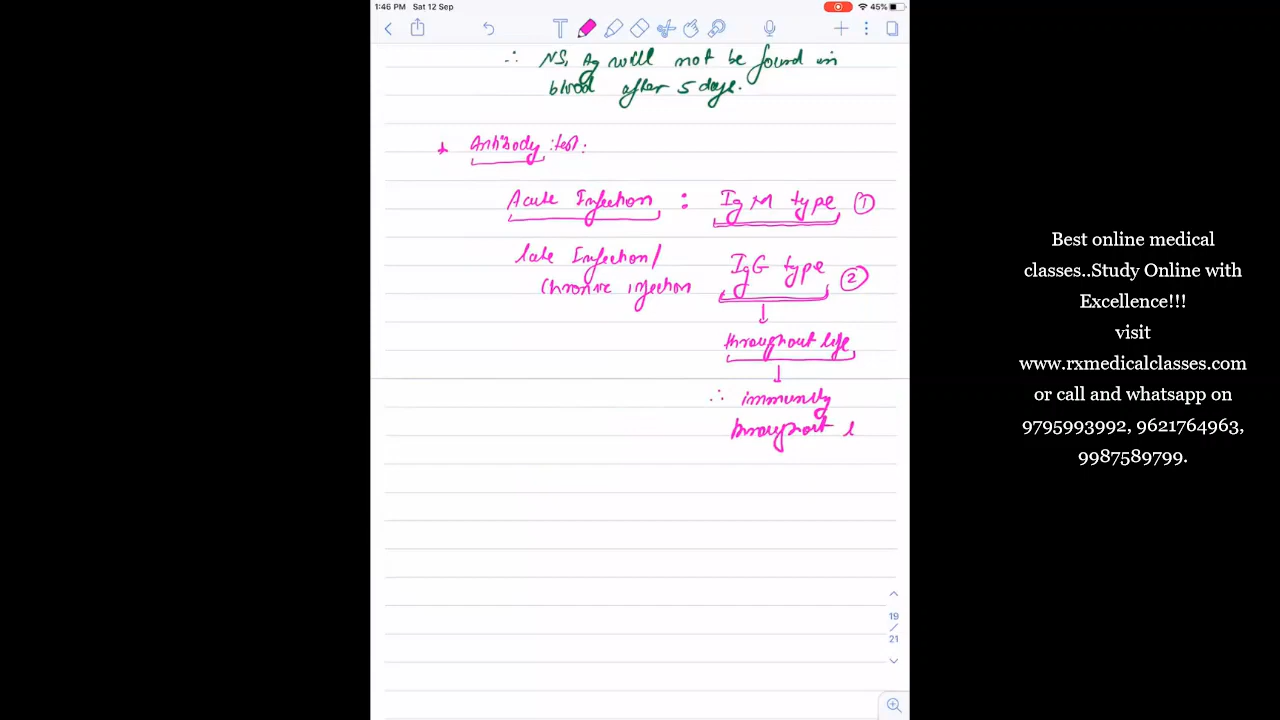 1:46 PM Sat 12 Sep
45%
∴ NS1 Ag will not be found in
blood after 5 days.
Antibody test:
Acute Infection : IgM type ①
late Infection/
Chronic infection
IgG type ②
↓
throughout life
↓
∴ immunity
throughout l
19
/
21
Best online medical
classes..Study Online with
Excellence!!!
visit
www.rxmedicalclasses.com
or call and whatsapp on
9795993992, 9621764963,
9987589799.